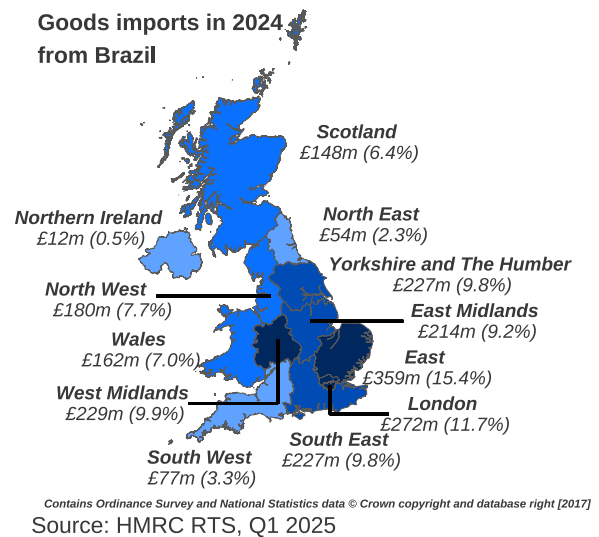 Goods imports in 2024
from Brazil
Scotland
£148m (6.4%)
Northern Ireland
£12m (0.5%)
North East
£54m (2.3%)
Yorkshire and The Humber
£227m (9.8%)
North West
£180m (7.7%)
East Midlands
£214m (9.2%)
Wales
£162m (7.0%)
East
£359m (15.4%)
West Midlands
£229m (9.9%)
London
£272m (11.7%)
South East
£227m (9.8%)
South West
£77m (3.3%)
Contains Ordinance Survey and National Statistics data © Crown copyright and database right [2017]
Source: HMRC RTS, Q1 2025